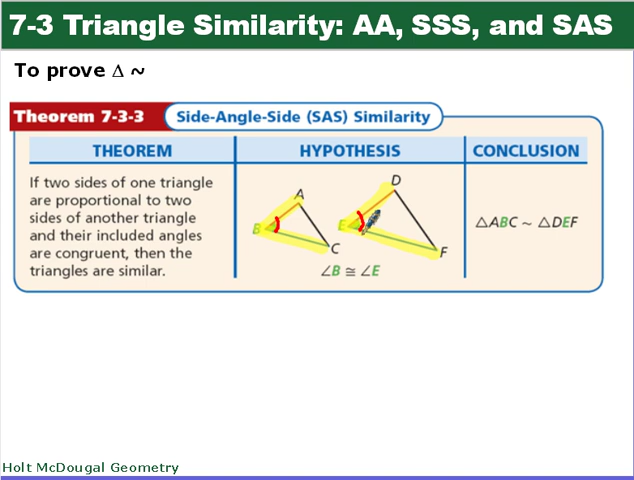 7-3 Triangle Similarity: AA, SSS, and SAS
To prove Δ ~
Theorem 7-3-3 Side-Angle-Side (SAS) Similarity
THEOREM HYPOTHESIS CONCLUSION
If two sides of one triangle
are proportional to two
sides of another triangle
and their included angles
are congruent, then the
triangles are similar.
A
B
C
D
E
F
∠B ≅ ∠E
△ABC ~ △DEF
Holt McDougal Geometry